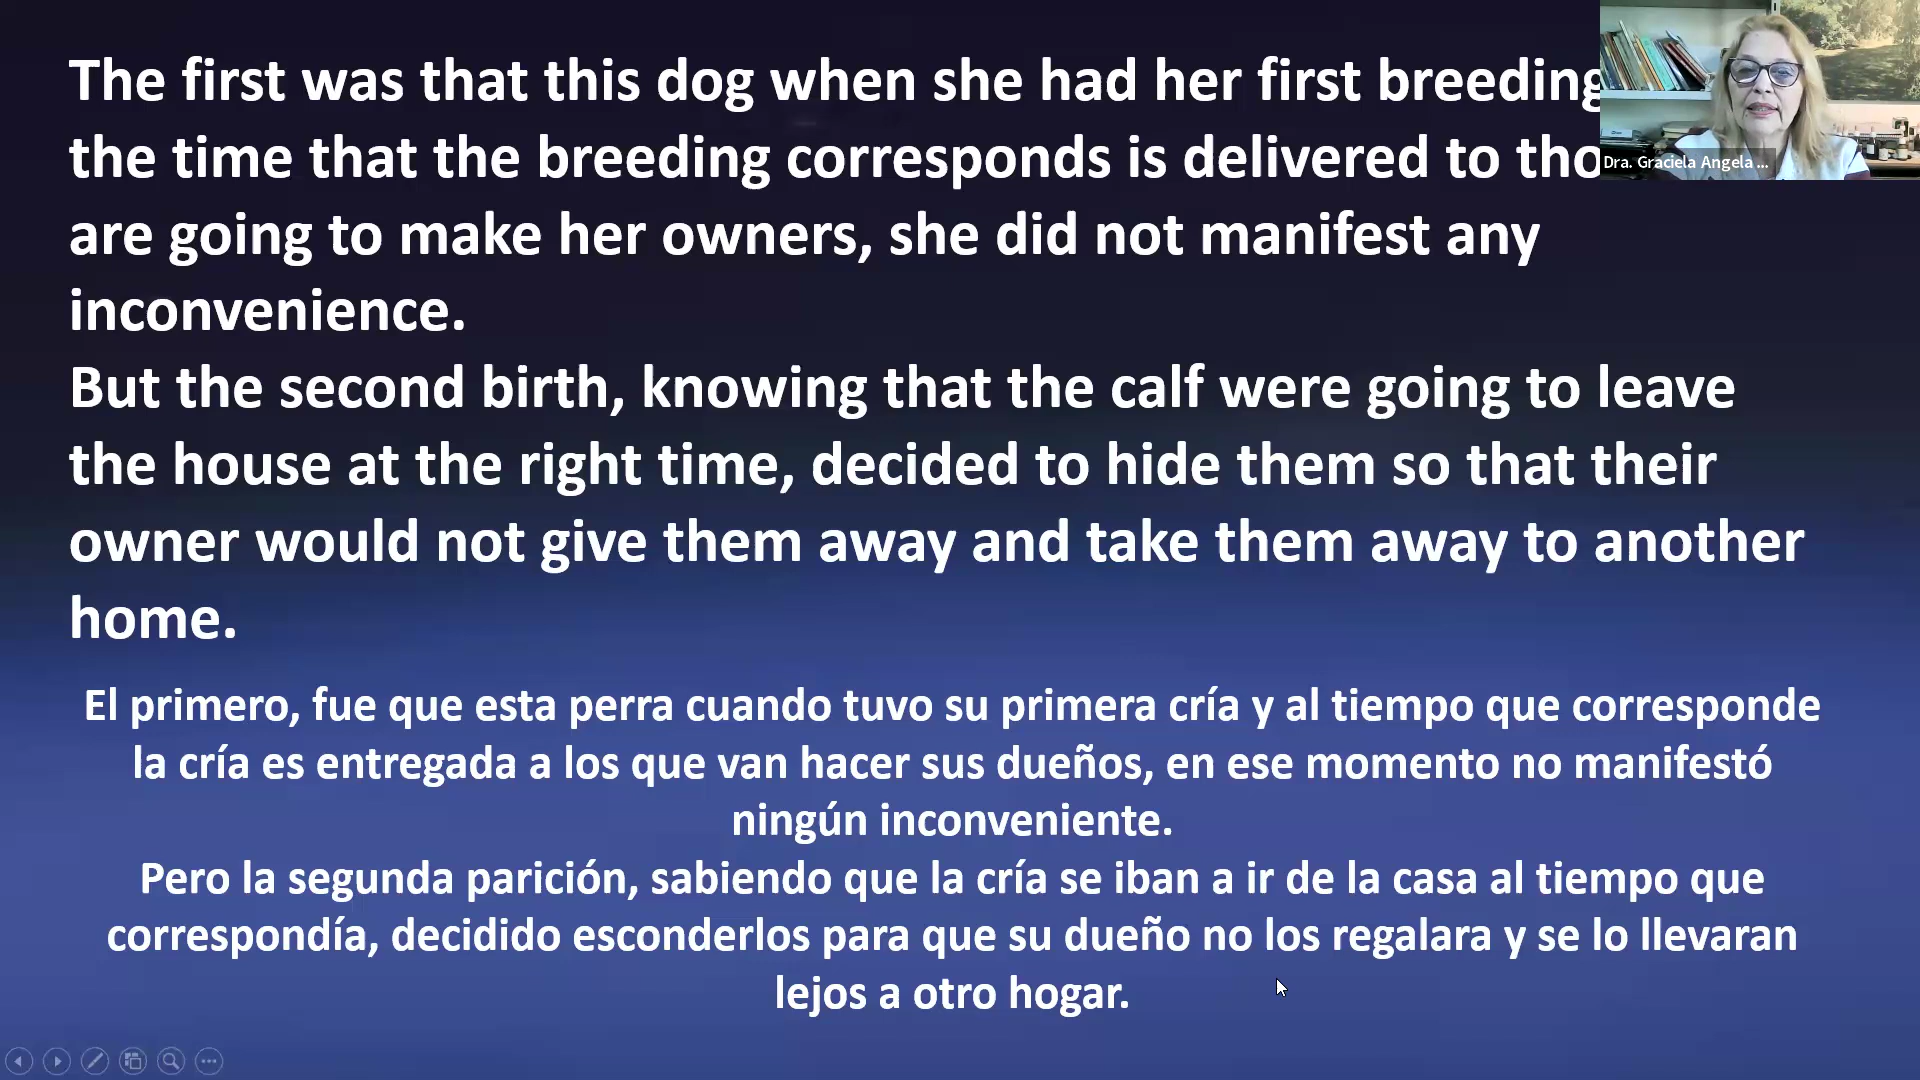 The first was that this dog when she had her first breeding
the time that the breeding corresponds is delivered to
are going to make her owners, she did not manifest any
inconvenience.
But the second birth, knowing that the calf were going to leave
the house at the right time, decided to hide them so that their
owner would not give them away and take them away to another
home.
El primero, fue que esta perra cuando tuvo su primera cría y al tiempo que corresponde
la cría es entregada a los que van hacer sus dueños, en ese momento no manifestó
ningún inconveniente.
Pero la segunda parición, sabiendo que la cría se iban a ir de la casa al tiempo que
correspondía, decidido esconderlos para que su dueño no los regalara y se lo llevaran
lejos a otro hogar.
Dra. Graciela Angela ...